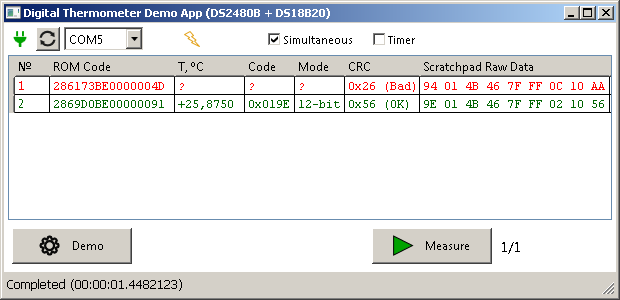 Digital Thermometer Demo App (DS2480B + DS18B20)
COM5 Simultaneous Timer
№ ROM Code T, ºC Code Mode CRC Scratchpad Raw Data
1 286173BE0000004D ? ? ? 0x26 (Bad) 94 01 4B 46 7F FF 0C 10 AA
2 2869D0BE00000091 +25,8750 0x019E 12-bit 0x56 (OK) 9E 01 4B 46 7F FF 02 10 56
Demo Measure 1/1
Completed (00:00:01.4482123)